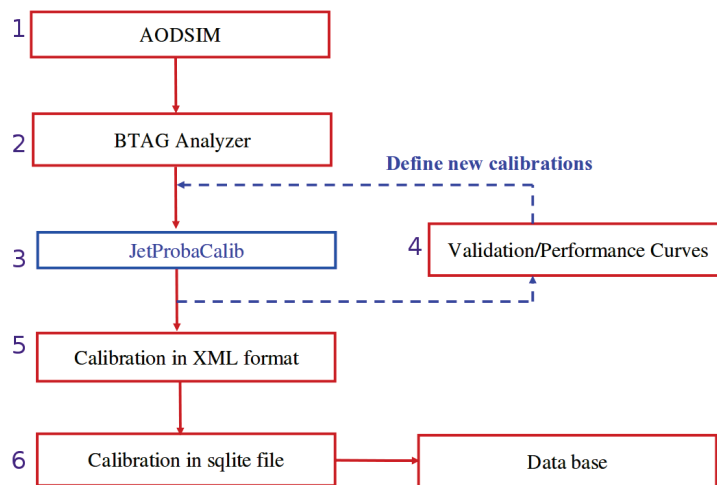 1
AODSIM
2
BTAG Analyzer
Define new calibrations
3
JetProbaCalib
4
Validation/Performance Curves
5
Calibration in XML format
6
Calibration in sqlite file
Data base